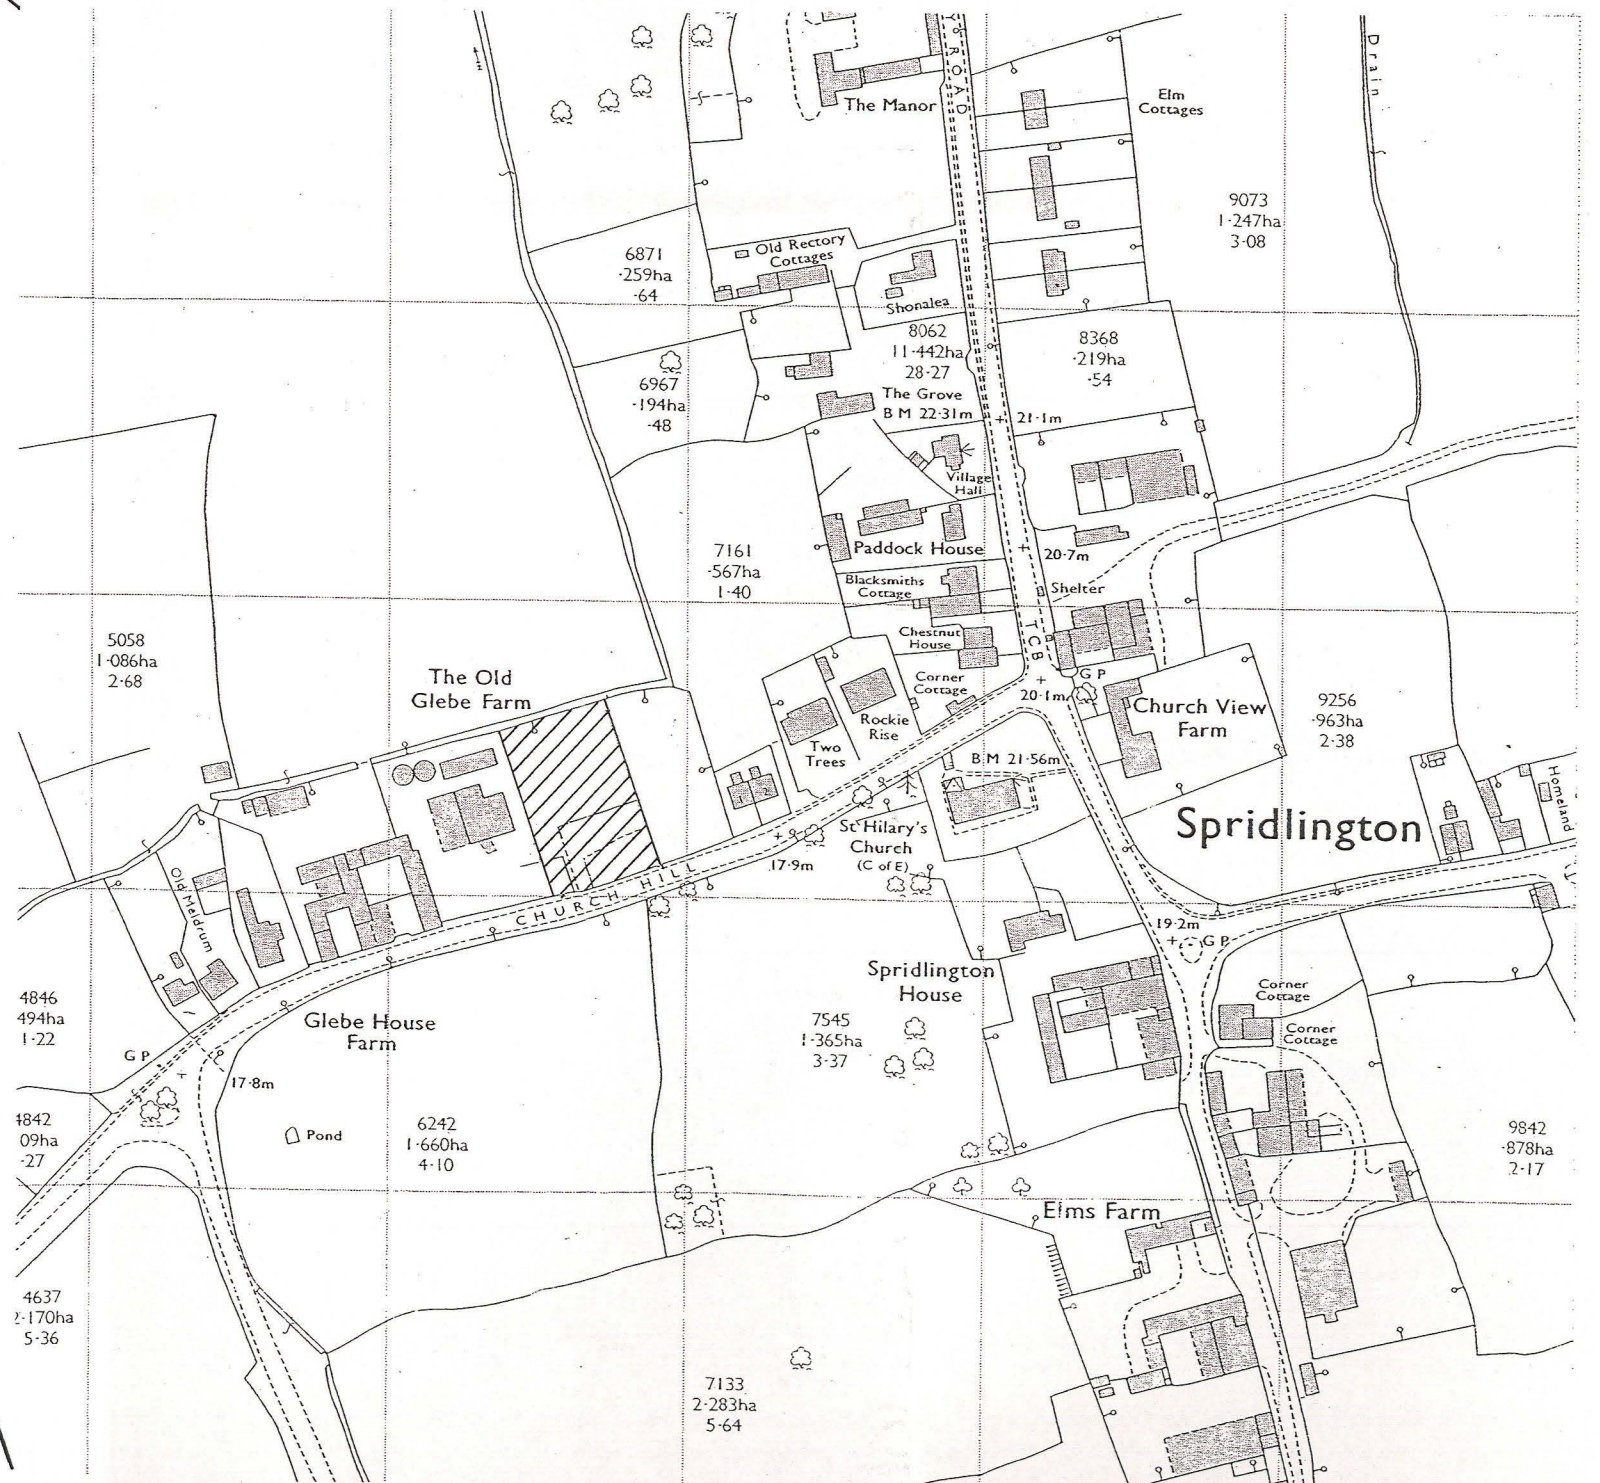 Y ROAD
Drain
The Manor
Elm
Cottages
9073
1·247ha
3·08
6871
·259ha
·64
Old Rectory
Cottages
Shonalea
8062
11·442ha
28·27
8368
·219ha
·54
6967
·194ha
·48
The Grove
B M 22·31m
21·1m
Village
Hall
7161
·567ha
1·40
Paddock House
20·7m
Blacksmiths
Cottage
Shelter
5058
1·086ha
2·68
Chestnut
House
TCB
The Old
Glebe Farm
Corner
Cottage
G P
20·1m
Rockie
Rise
Church View
Farm
9256
·963ha
2·38
Two
Trees
B M 21·56m
Homeland
Spridlington
St Hilary's
Church
(C of E)
17·9m
CHURCH HILL
Old Meldrum
19·2m
G P
Spridlington
House
4846
494ha
1·22
Glebe House
Farm
7545
1·365ha
3·37
Corner
Cottage
Corner
Cottage
G P
17·8m
4842
09ha
·27
Pond
6242
1·660ha
4·10
9842
·878ha
2·17
Elms Farm
4637
2·170ha
5·36
7133
2·283ha
5·64